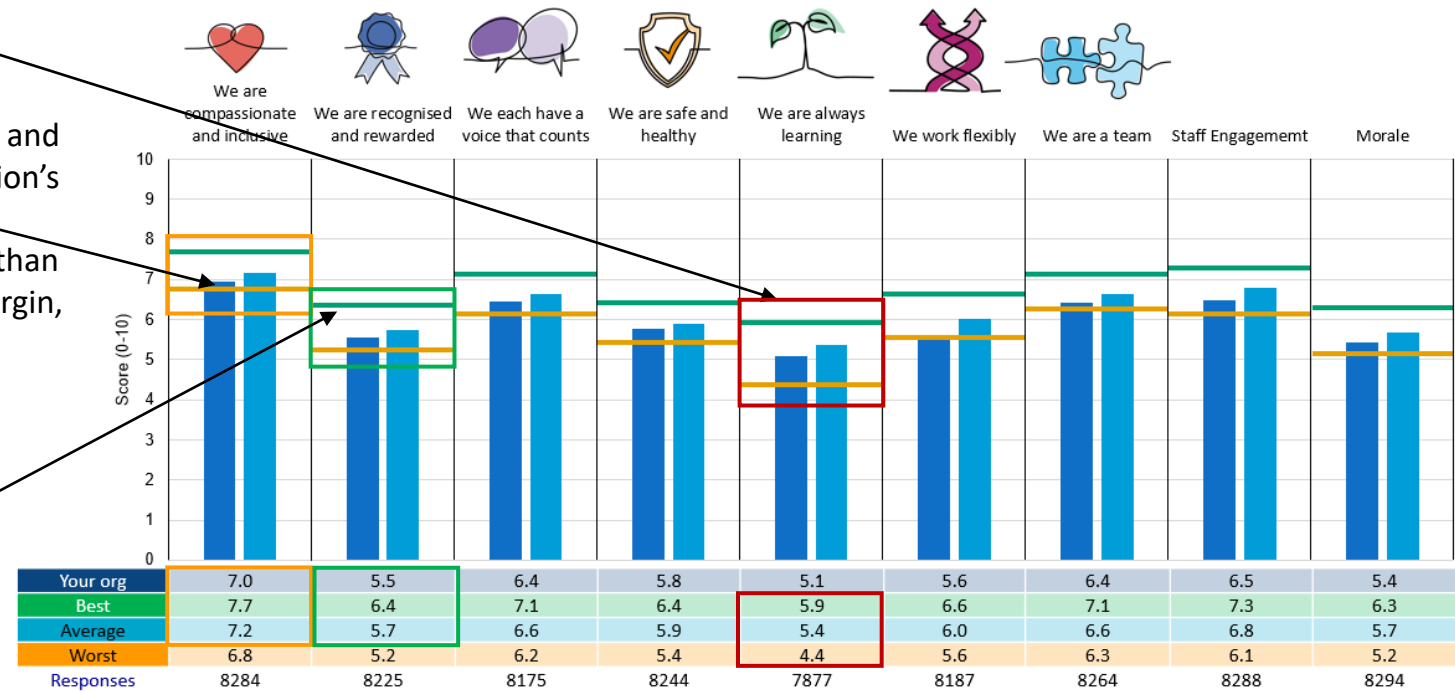 We are
compassionate
and inclusive
We are recognised
and rewarded
We each have a
voice that counts
We are safe and
healthy
We are always
learning
We work flexibly
We are a team
Staff Engagememt
Morale
and
ion's
than
rgin,
Score (0-10)
10
9
8
7
6
5
4
3
2
1
0
Your org 7.0 5.5 6.4 5.8 5.1 5.6 6.4 6.5 5.4
Best 7.7 6.4 7.1 6.4 5.9 6.6 7.1 7.3 6.3
Average 7.2 5.7 6.6 5.9 5.4 6.0 6.6 6.8 5.7
Worst 6.8 5.2 6.2 5.4 4.4 5.6 6.3 6.1 5.2
Responses 8284 8225 8175 8244 7877 8187 8264 8288 8294